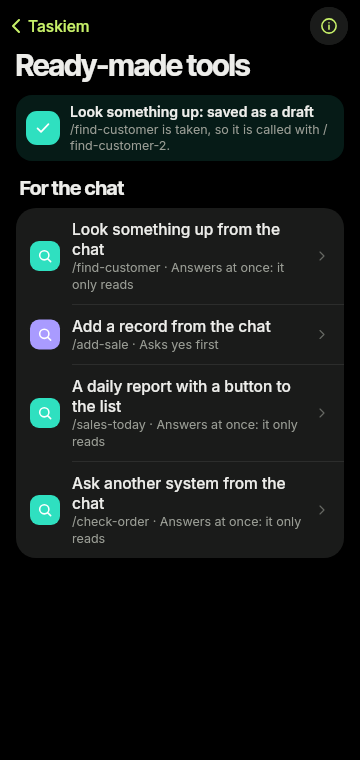 Taskiem
Ready-made tools
Look something up: saved as a draft
/find-customer is taken, so it is called with /
find-customer-2.
For the chat
Look something up from the
chat
/find-customer · Answers at once: it
only reads
Add a record from the chat
/add-sale · Asks yes first
A daily report with a button to
the list
/sales-today · Answers at once: it only
reads
Ask another system from the
chat
/check-order · Answers at once: it only
reads